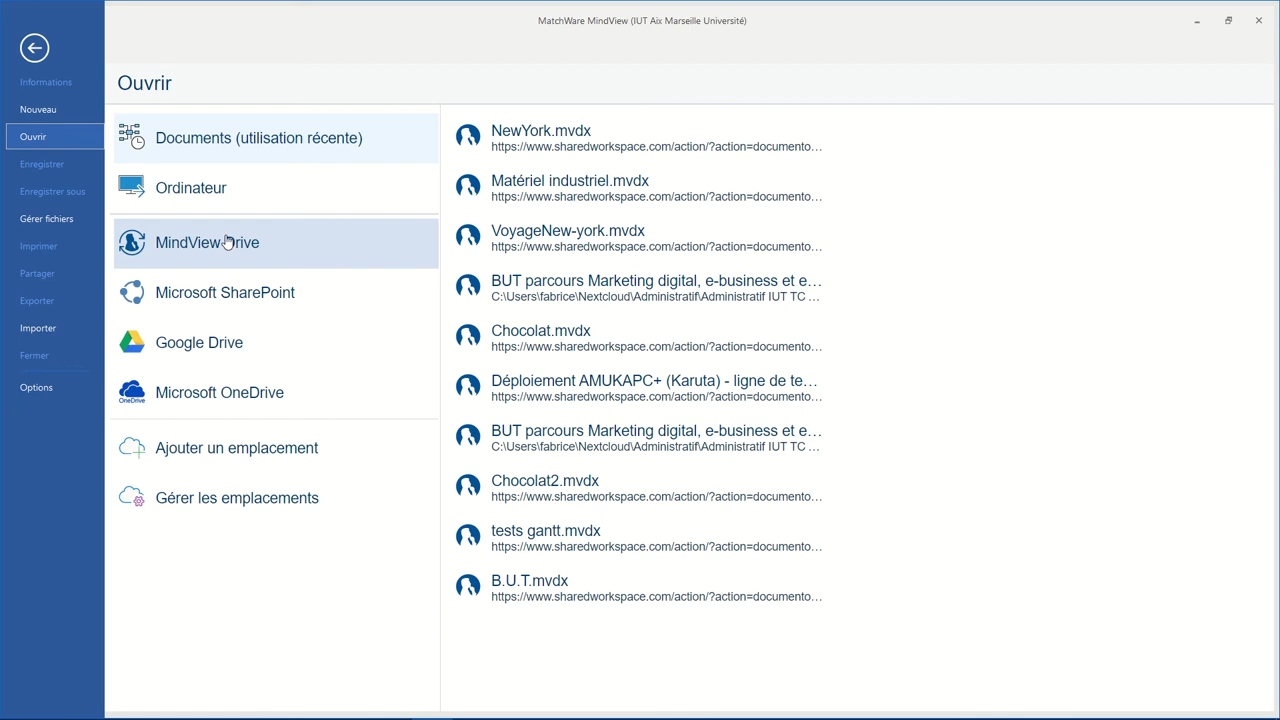 MatchWare MindView (IUT Aix Marseille Université)
Informations
Nouveau
Ouvrir
Enregistrer
Enregistrer sous
Gérer fichiers
Imprimer
Partager
Exporter
Importer
Fermer
Options
Ouvrir
Documents (utilisation récente)
Ordinateur
MindView Drive
Microsoft SharePoint
Google Drive
OneDrive
Microsoft OneDrive
Ajouter un emplacement
Gérer les emplacements
NewYork.mvdx
https://www.sharedworkspace.com/action/?action=documento...
Matériel industriel.mvdx
https://www.sharedworkspace.com/action/?action=documento...
VoyageNew-york.mvdx
https://www.sharedworkspace.com/action/?action=documento...
BUT parcours Marketing digital, e-business et e...
C:\Users\fabrice\Nextcloud\Administratif\Administratif IUT TC ...
Chocolat.mvdx
https://www.sharedworkspace.com/action/?action=documento...
Déploiement AMUKAPC+ (Karuta) - ligne de te...
https://www.sharedworkspace.com/action/?action=documento...
BUT parcours Marketing digital, e-business et e...
C:\Users\fabrice\Nextcloud\Administratif\Administratif IUT TC ...
Chocolat2.mvdx
https://www.sharedworkspace.com/action/?action=documento...
tests gantt.mvdx
https://www.sharedworkspace.com/action/?action=documento...
B.U.T.mvdx
https://www.sharedworkspace.com/action/?action=documento...